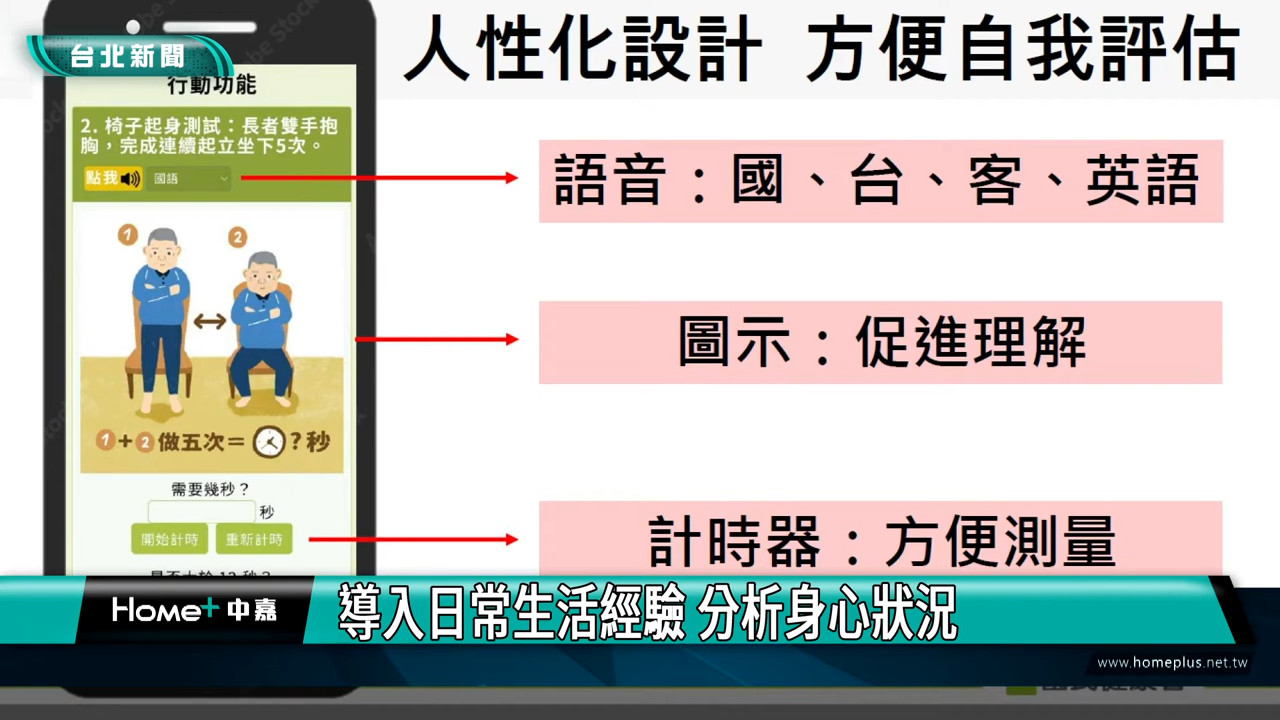 人性化設計 方便自我評估
台北新聞
行動功能
2. 椅子起身測試：長者雙手抱
胸，完成連續起立坐下5次。
點我 國語
語音：國、台、客、英語
1 2
圖示：促進理解
1+2做五次= ?秒
需要幾秒？
秒
開始計時 重新計時
計時器：方便測量
Home+中嘉
導入日常生活經驗 分析身心狀況
www.homeplus.net.tw